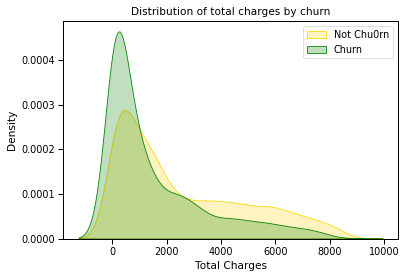 Distribution of total charges by churn
Not Chu0rn
Churn
0.0004
0.0003
0.0002
0.0001
0.0000
Density
0 2000 4000 6000 8000 10000
Total Charges